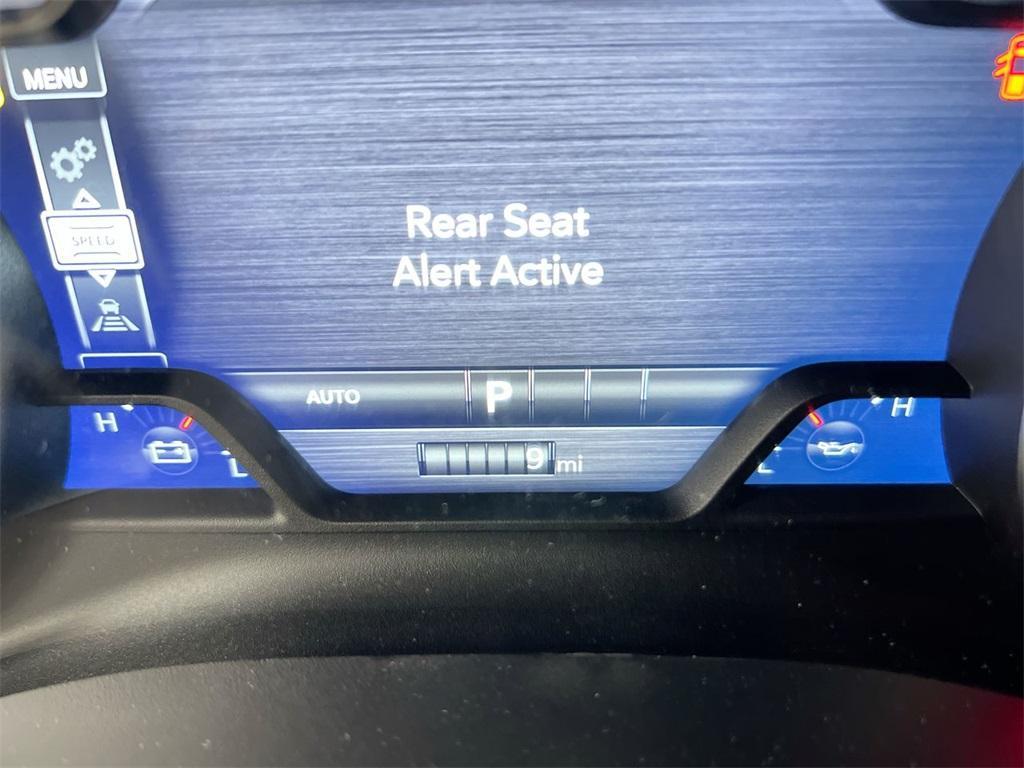 MENU
SPEED
Rear Seat
Alert Active
AUTO
P
H
L
9 mi
H
L